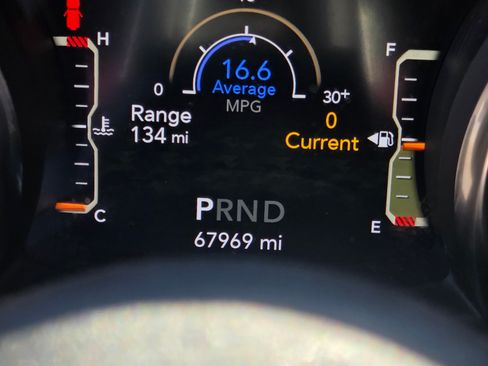 H
F
16.6
Average
MPG
0
30+
Range
134 mi
0
Current
C
E
PRND
67969 mi